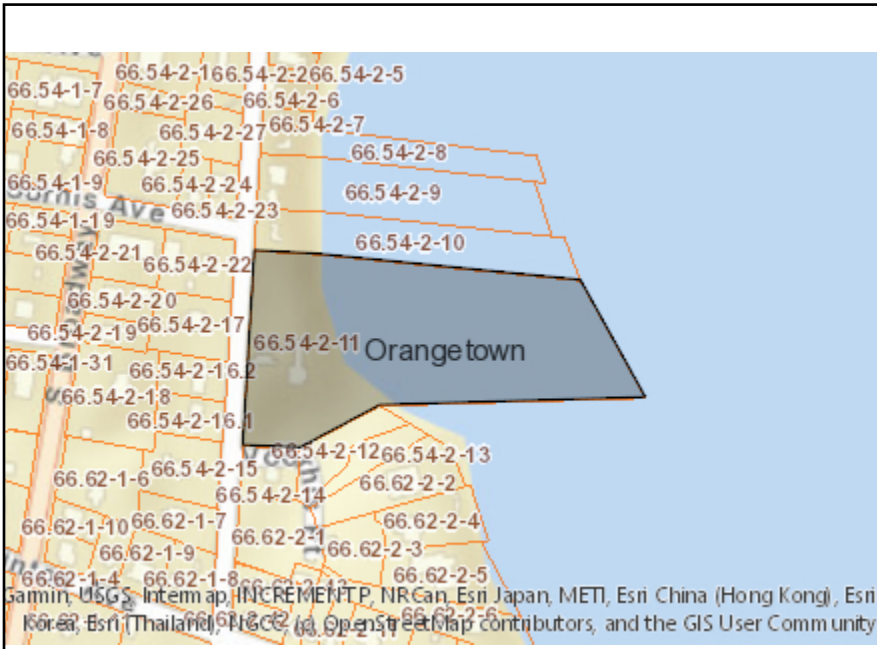 66.54-2-1 66.54-2-2 66.54-2-5
66.54-1-7
66.54-2-26 66.54-2-6
66.54-1-8 66.54-2-27 66.54-2-7
66.54-2-25 66.54-2-8
66.54-1-9 66.54-2-24 66.54-2-9
Burnis Ave 66.54-2-23
66.54-1-19
66.54-2-21 66.54-2-22 66.54-2-10
66.54-2-20
66.54-2-19 66.54-2-17 66.54-2-11 Orangetown
66.54-1-31 66.54-2-16.2
66.54-2-18
66.54-2-16.1
66.54-2-15 66.54-2-12 66.54-2-13
66.62-1-6 66.54-2-14 66.62-2-2
66.62-1-10 66.62-1-7 66.62-2-1 66.62-2-4
66.62-1-9 66.62-2-3
66.62-1-4 66.62-1-8 66.62-2-5
Garmin, USGS, Intermap, INCREMENT P, NRCan, Esri Japan, METI, Esri China (Hong Kong), Esri
Korea, Esri (Thailand), NGCC, (c) OpenStreetMap contributors, and the GIS User Community
66.62-2-6
66.62-2-11